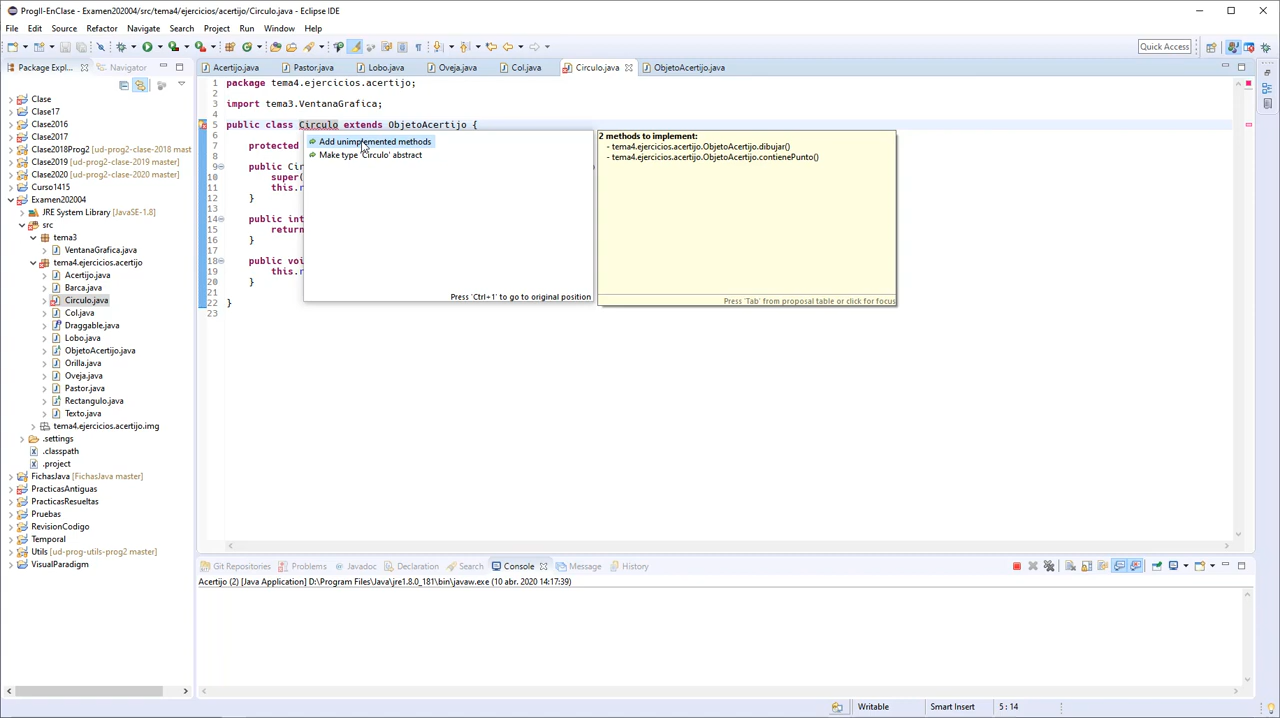 ProgII-EnClase - Examen202004/src/tema4/ejercicios/acertijo/Circulo.java - Eclipse IDE
File Edit Source Refactor Navigate Search Project Run Window Help
Quick Access
Package Expl... Navigator
Acertijo.java Pastor.java Lobo.java Oveja.java Col.java Circulo.java ObjetoAcertijo.java
Clase
Clase17
Clase2016
Clase2017
Clase2018Prog2 [ud-prog2-clase-2018 mast
Clase2019 [ud-prog2-clase-2019 master]
Clase2020 [ud-prog2-clase-2020 master]
Curso1415
Examen202004
JRE System Library [JavaSE-1.8]
src
tema3
VentanaGrafica.java
tema4.ejercicios.acertijo
Acertijo.java
Barca.java
Circulo.java
Col.java
Draggable.java
Lobo.java
ObjetoAcertijo.java
Orilla.java
Oveja.java
Pastor.java
Rectangulo.java
Texto.java
tema4.ejercicios.acertijo.img
.settings
.classpath
.project
FichasJava [FichasJava master]
PracticasAntiguas
PracticasResueltas
Pruebas
RevisionCodigo
Temporal
Utils [ud-prog-utils-prog2 master]
VisualParadigm
1 package tema4.ejercicios.acertijo;
2
3 import tema3.VentanaGrafica;
4
5 public class Circulo extends ObjetoAcertijo {
6
7 protected
8
9 public Cir
10 super(
11 this.r
12 }
13
14 public int
15 return
16 }
17
18 public voi
19 this.r
20 }
21
22 }
23
Add unimplemented methods
Make type 'Circulo' abstract
Press 'Ctrl+1' to go to original position
2 methods to implement:
- tema4.ejercicios.acertijo.ObjetoAcertijo.dibujar()
- tema4.ejercicios.acertijo.ObjetoAcertijo.contienePunto()
Press 'Tab' from proposal table or click for focus
Git Repositories Problems Javadoc Declaration Search Console Message History
Acertijo (2) [Java Application] D:\Program Files\Java\jre1.8.0_181\bin\javaw.exe (10 abr. 2020 14:17:39)
Writable Smart Insert 5 : 14